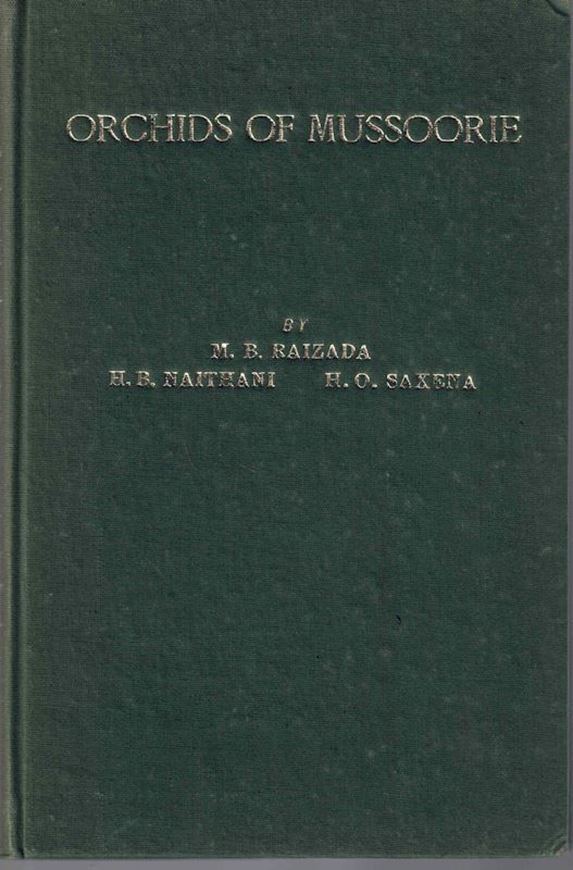 ORCHIDS OF MUSSOORIE
BY
M. B. RAIZADA
H. B. NAITHANI H. O. SAXENA